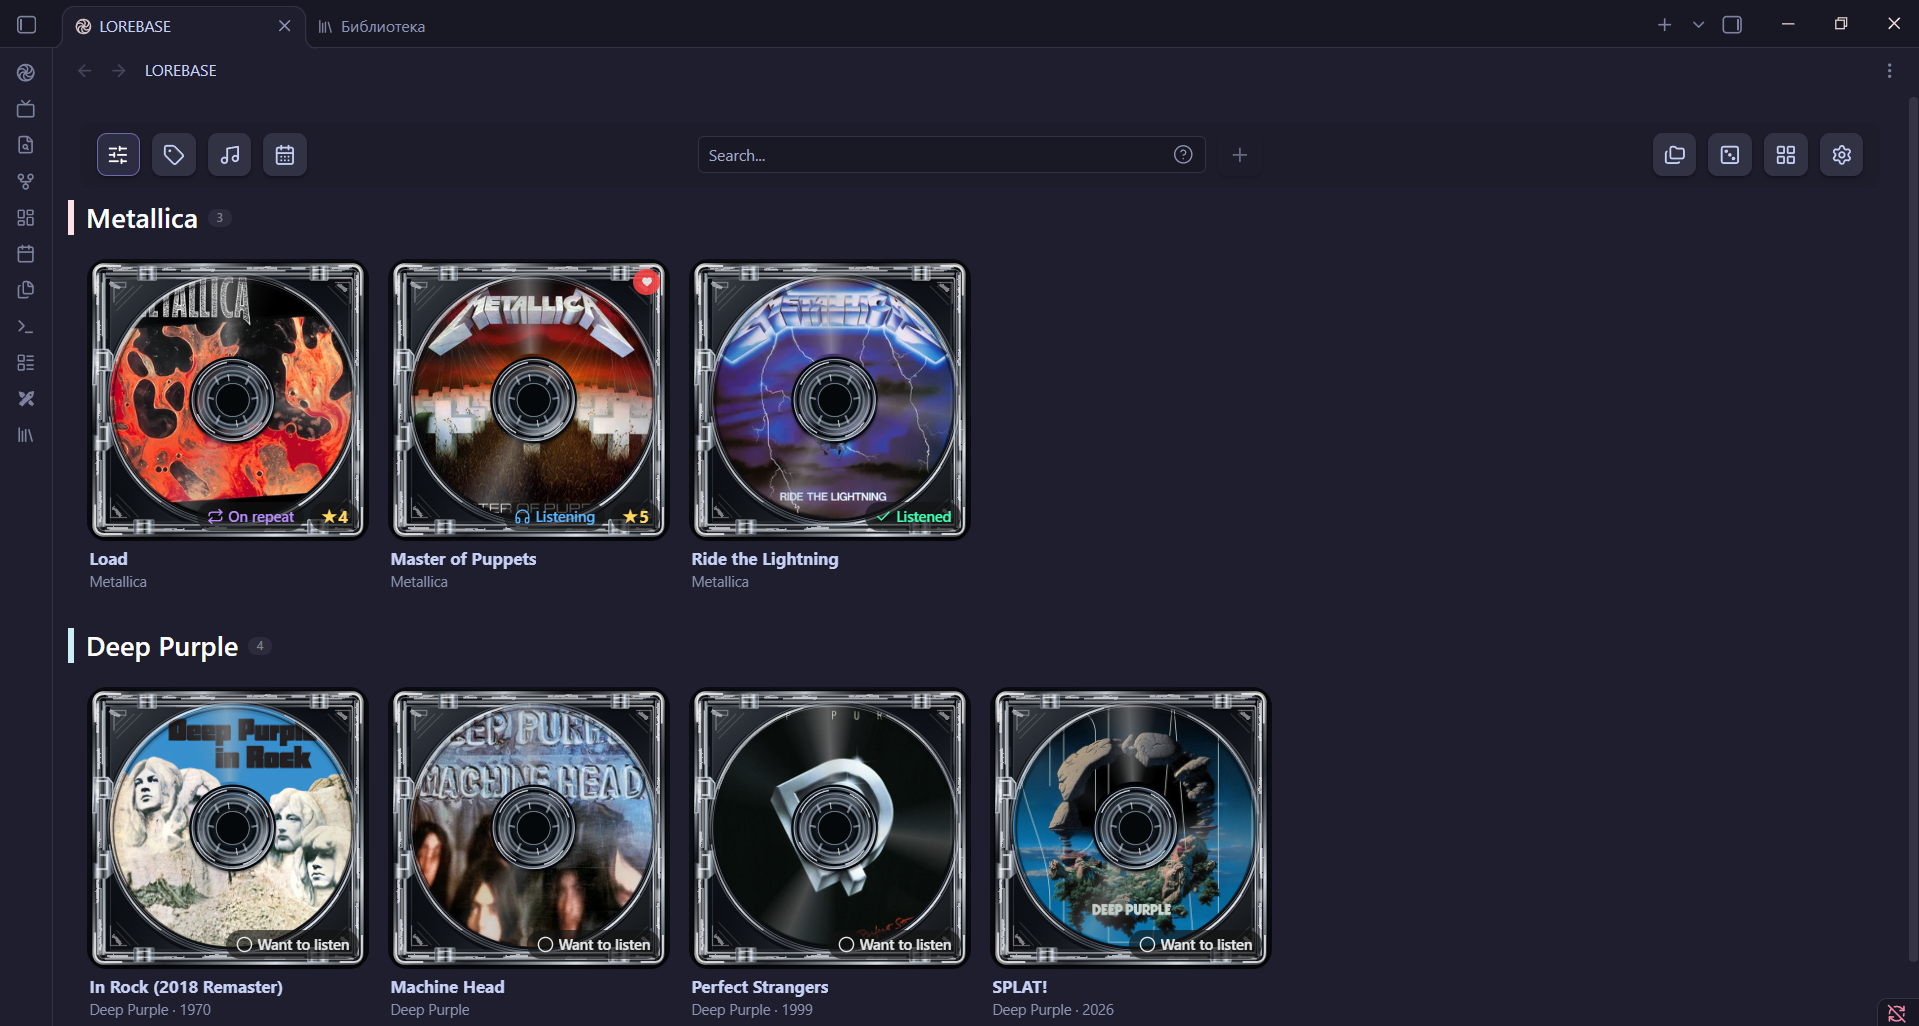 LOREBASE
Библиотека
LOREBASE
Search...
Metallica 3
METALLICA
On repeat ★4
Load
Metallica
METALLICA
Listening ★5
Master of Puppets
Metallica
METALLICA
RIDE THE LIGHTNING
Listened
Ride the Lightning
Metallica
Deep Purple 4
Deep Purple
in Rock
Want to listen
In Rock (2018 Remaster)
Deep Purple · 1970
DEEP PURPLE
MACHINE HEAD
Want to listen
Machine Head
Deep Purple
Want to listen
Perfect Strangers
Deep Purple · 1999
DEEP PURPLE
Want to listen
SPLAT!
Deep Purple · 2026